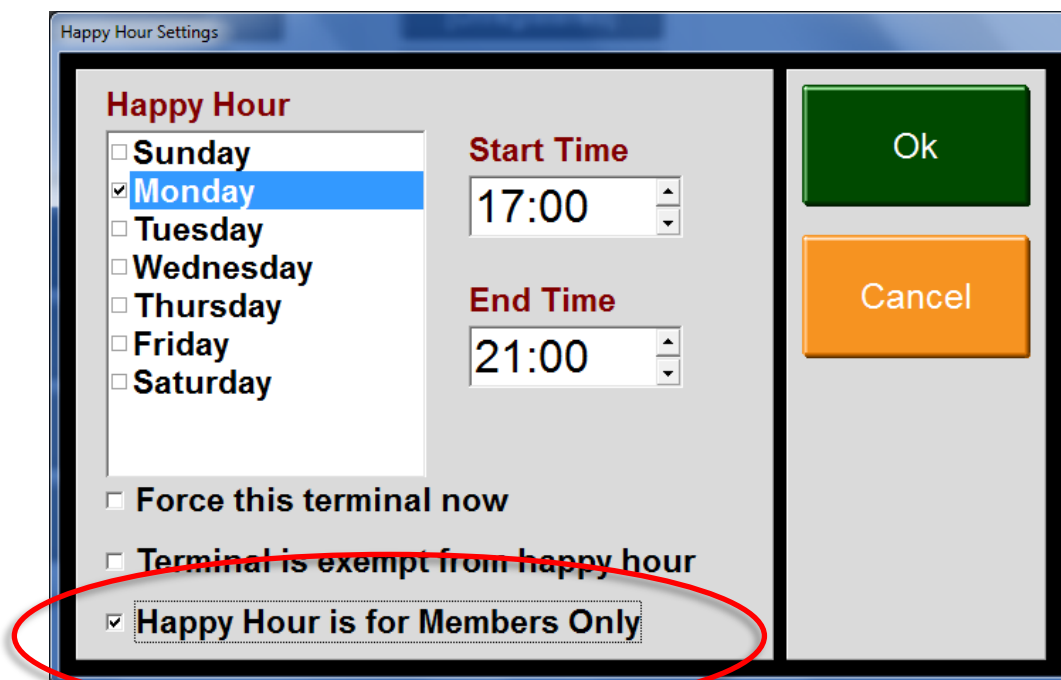 Happy Hour Settings
Happy Hour
Sunday
Monday
Tuesday
Wednesday
Thursday
Friday
Saturday
Start Time
17:00
End Time
21:00
Force this terminal now
Terminal is exempt from happy hour
Happy Hour is for Members Only
Ok
Cancel